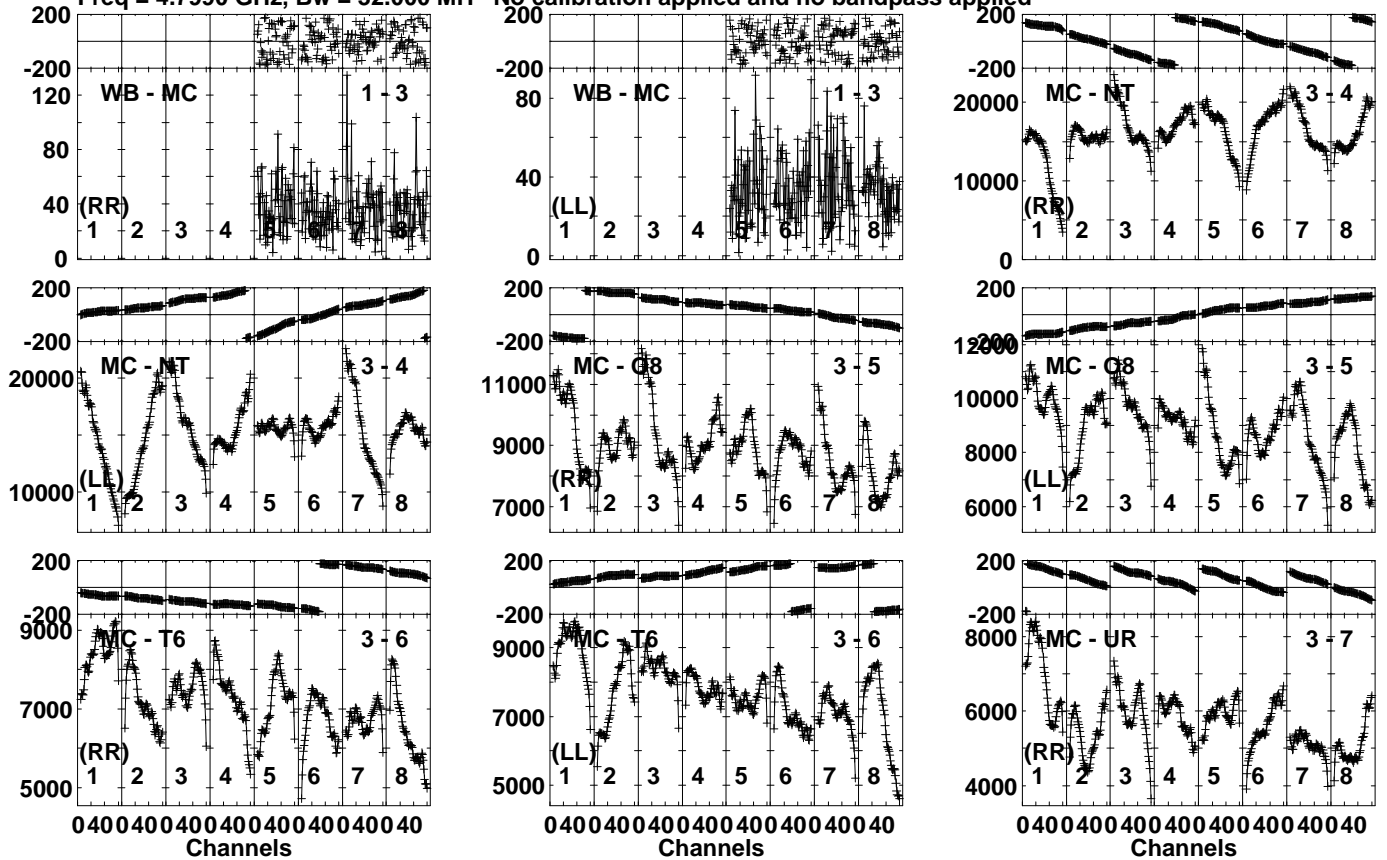 Freq = 4.7990 GHz, Bw = 32.000 MH No calibration applied and no bandpass applied
200
-200
120
80
40
0
WB - MC 1 - 3
(RR)
1 2 3 4 5 6 7 8
200
-200
80
40
0
WB - MC 1 - 3
(LL)
1 2 3 4 5 6 7 8
200
-200
20000
10000
0
MC - NT 3 - 4
(RR)
1 2 3 4 5 6 7 8
200
-200
20000
10000
MC - NT 3 - 4
(LL)
1 2 3 4 5 6 7 8
200
-200
11000
9000
7000
MC - O8 3 - 5
(RR)
1 2 3 4 5 6 7 8
200
-200
12000
10000
8000
6000
MC - O8 3 - 5
(LL)
1 2 3 4 5 6 7 8
200
-200
9000
7000
5000
MC - T6 3 - 6
(RR)
1 2 3 4 5 6 7 8
0 40 0 40 0 40 0 40 0 40 0 40 0 40 0 40
Channels
200
-200
9000
7000
5000
MC - T6 3 - 6
(LL)
1 2 3 4 5 6 7 8
0 40 0 40 0 40 0 40 0 40 0 40 0 40 0 40
Channels
200
-200
8000
6000
4000
MC - UR 3 - 7
(RR)
1 2 3 4 5 6 7 8
0 40 0 40 0 40 0 40 0 40 0 40 0 40 0 40
Channels